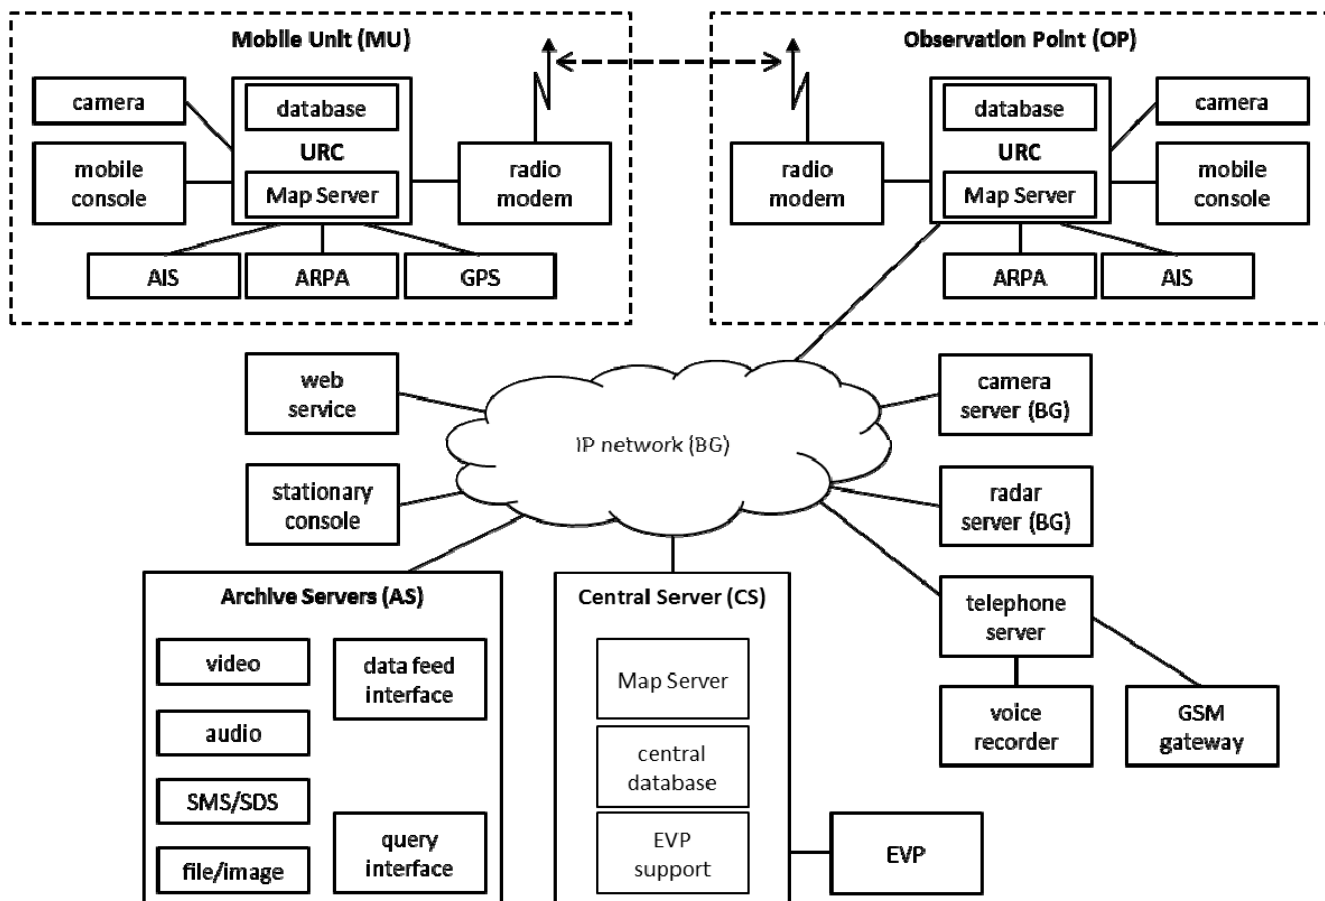 Mobile Unit (MU)
camera
mobile
console
database
URC
Map Server
radio
modem
AIS
ARPA
GPS
Observation Point (OP)
radio
modem
database
URC
Map Server
camera
mobile
console
ARPA
AIS
web
service
stationary
console
IP network (BG)
camera
server (BG)
radar
server (BG)
telephone
server
voice
recorder
GSM
gateway
Archive Servers (AS)
video
audio
SMS/SDS
file/image
data feed
interface
query
interface
Central Server (CS)
Map Server
central
database
EVP
support
EVP